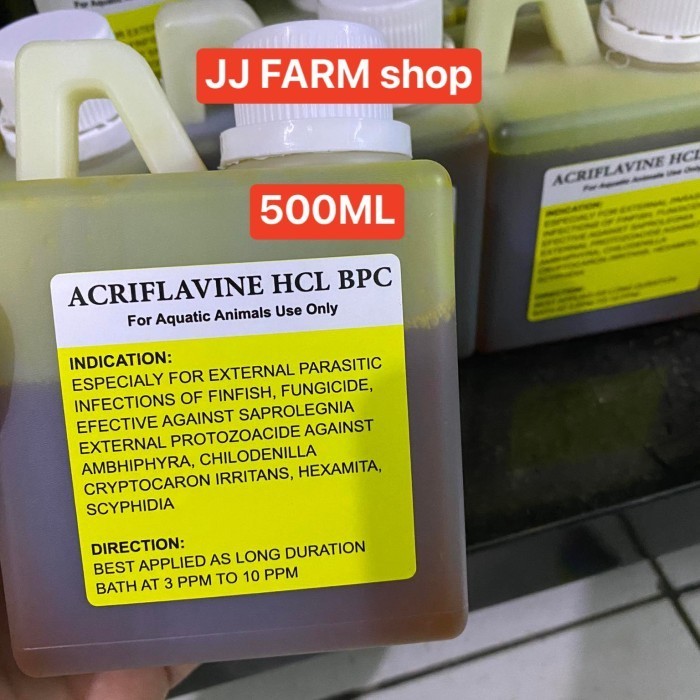 JJ FARM shop
500ML
ACRIFLAVINE HCL BPC
For Aquatic Animals Use Only
INDICATION:
ESPECIALY FOR EXTERNAL PARASITIC
INFECTIONS OF FINFISH, FUNGICIDE,
EFECTIVE AGAINST SAPROLEGNIA
EXTERNAL PROTOZOACIDE AGAINST
AMBHIPHYRA, CHILODENILLA
CRYPTOCARON IRRITANS, HEXAMITA,
SCYPHIDIA
DIRECTION:
BEST APPLIED AS LONG DURATION
BATH AT 3 PPM TO 10 PPM
ACRIFLAVINE HCL
For Aquatic Animals Use Only
INDICATION:
DIRECTION: